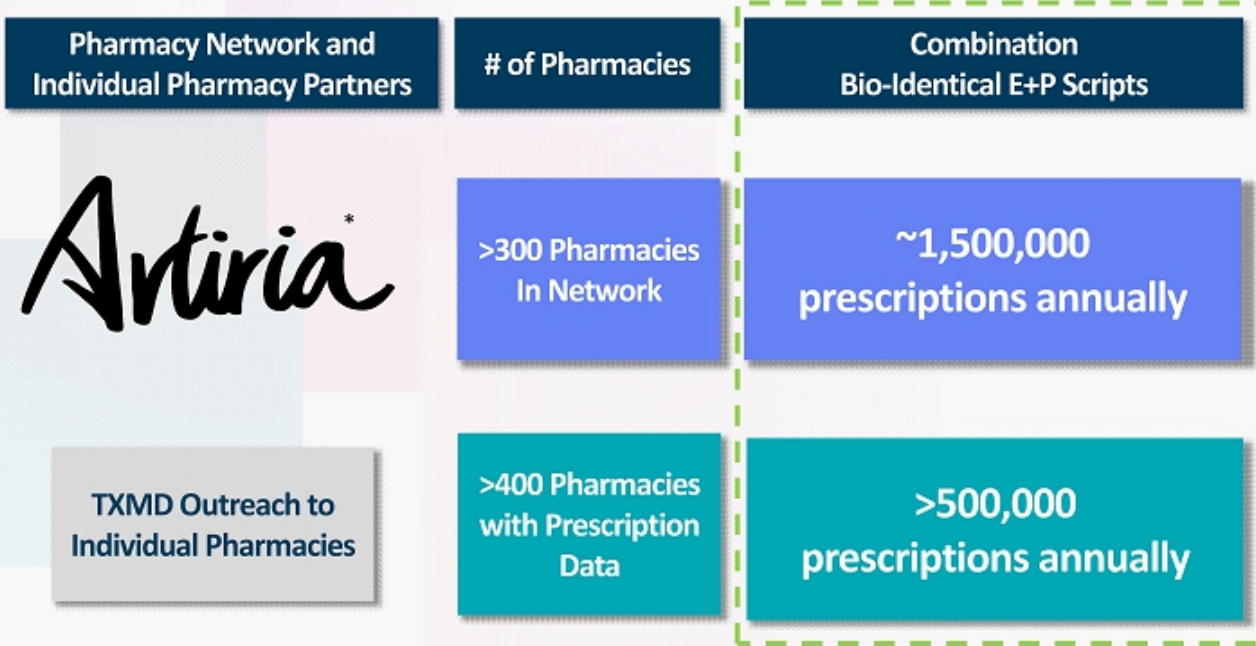 Pharmacy Network and
Individual Pharmacy Partners
# of Pharmacies
Combination
Bio-Identical E+P Scripts
Artiria*
>300 Pharmacies
In Network
~1,500,000
prescriptions annually
TXMD Outreach to
Individual Pharmacies
>400 Pharmacies
with Prescription
Data
>500,000
prescriptions annually